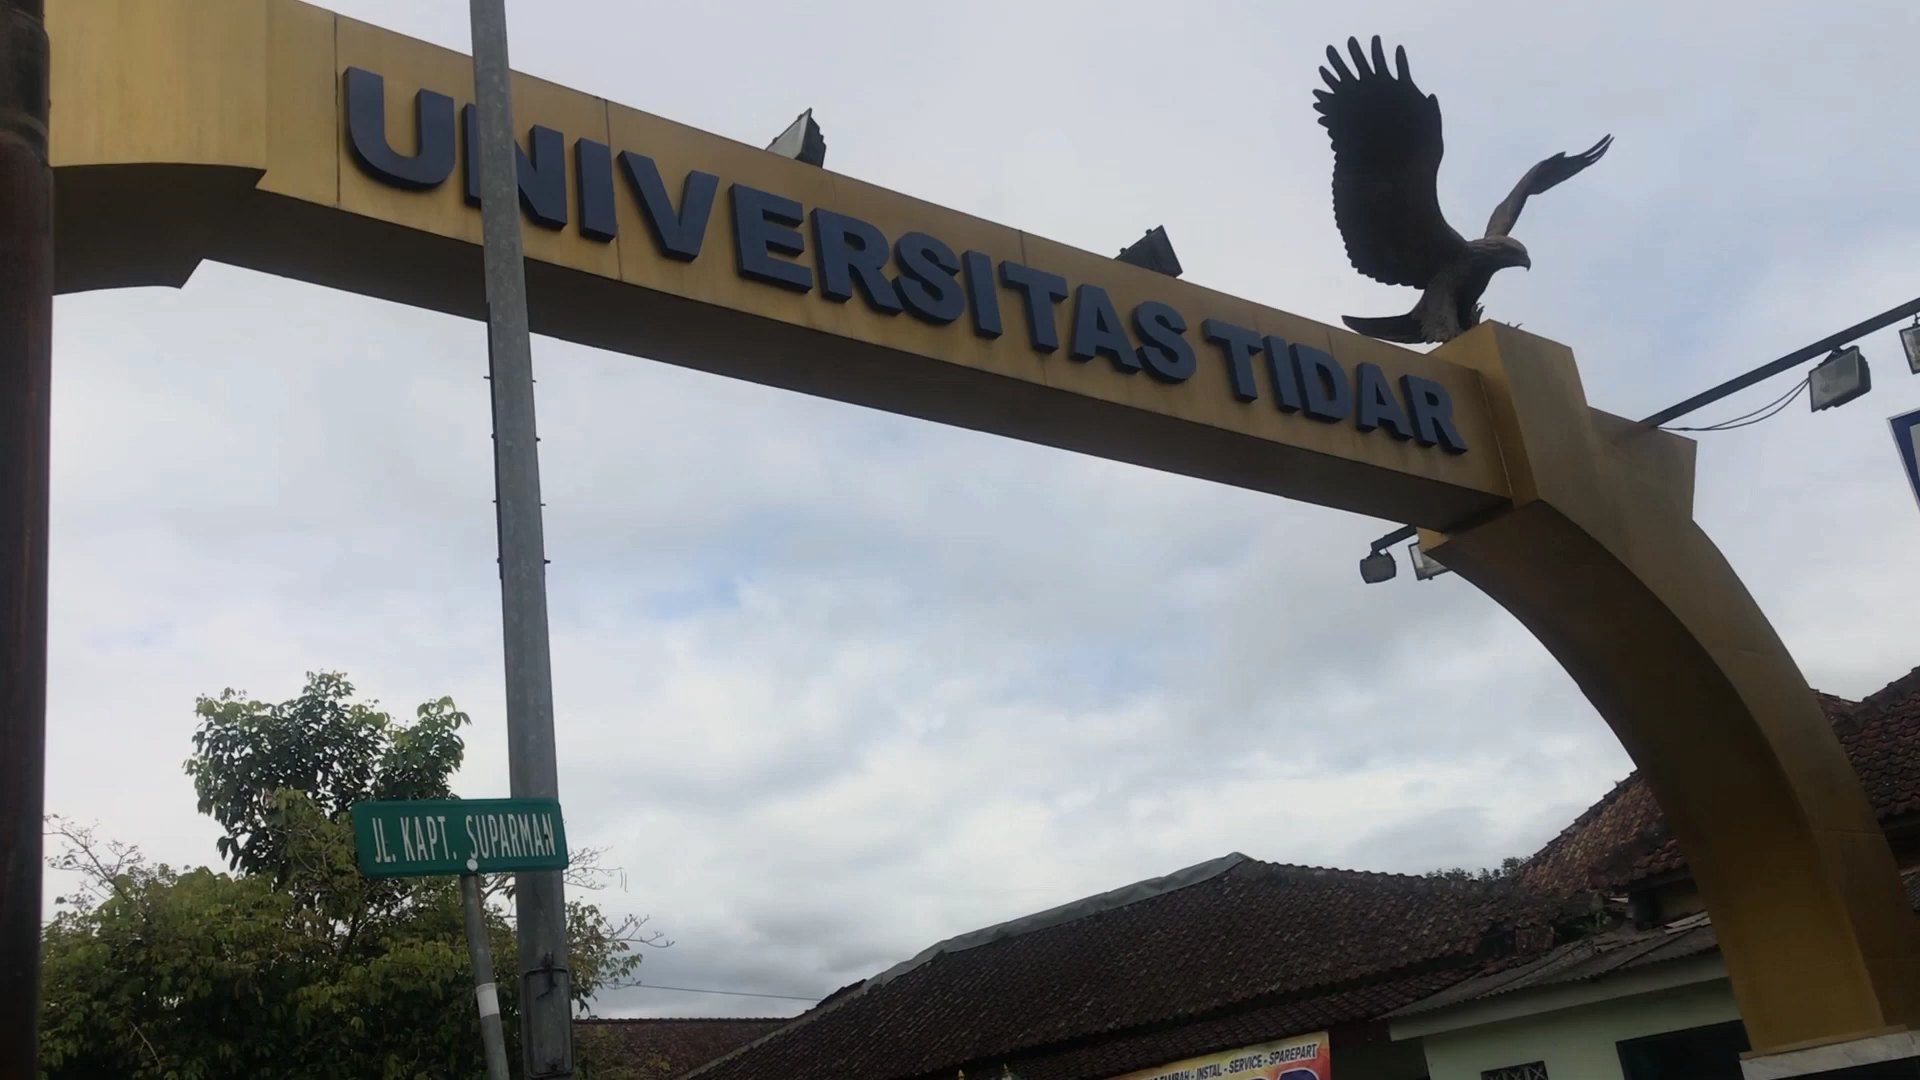 UNIVERSITAS TIDAR
JL. KAPT. SUPARMAN
- INSTAL - SERVICE - SPAREPART